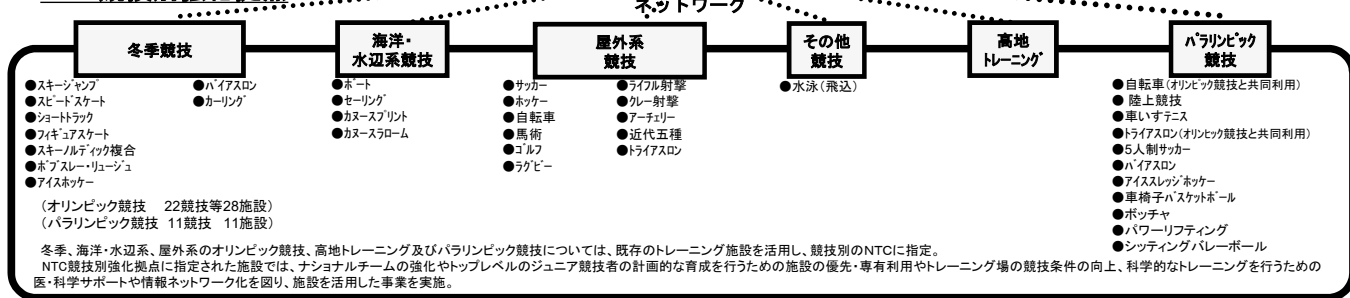 ネットワーク
冬季競技
海洋・
水辺系競技
屋外系
競技
その他
競技
高地
ﾄﾚｰﾆﾝｸﾞ
ﾊﾟﾗﾘﾝﾋﾟｯｸ
競技
●ｽｷｰｼﾞｬﾝﾌﾟ
●ｽﾋﾟｰﾄﾞｽｹｰﾄ
●ｼｮｰﾄﾄﾗｯｸ
●ﾌｨｷﾞｭｱｽｹｰﾄ
●ｽｷｰﾉﾙﾃﾞｨｯｸ複合
●ﾎﾞﾌﾞｽﾚｰ・ﾘｭｰｼﾞｭ
●ｱｲｽﾎｯｹｰ
●ﾊﾞｲｱｽﾛﾝ
●ｶｰﾘﾝｸﾞ
●ﾎﾞｰﾄ
●ｾｰﾘﾝｸﾞ
●ｶﾇｰｽﾌﾟﾘﾝﾄ
●ｶﾇｰｽﾗﾛｰﾑ
●ｻｯｶｰ
●ﾎｯｹｰ
●自転車
●馬術
●ｺﾞﾙﾌ
●ﾗｸﾞﾋﾞｰ
●ﾗｲﾌﾙ射撃
●ｸﾚｰ射撃
●ｱｰﾁｪﾘｰ
●近代五種
●ﾄﾗｲｱｽﾛﾝ
●水泳(飛込)
●自転車(ｵﾘﾝﾋﾟｯｸ競技と共同利用)
●陸上競技
●車いすﾃﾆｽ
●ﾄﾗｲｱｽﾛﾝ(ｵﾘﾝﾋﾟｯｸ競技と共同利用)
●5人制ｻｯｶｰ
●ﾊﾞｲｱｽﾛﾝ
●ｱｲｽｽﾚｯｼﾞﾎｯｹｰ
●車椅子ﾊﾞｽｹｯﾄﾎﾞｰﾙ
●ボッチャ
●パワーリフティング
●シッティングバレーボール
(オリンピック競技 22競技等28施設)
(パラリンピック競技 11競技 11施設)
冬季、海洋・水辺系、屋外系のオリンピック競技、高地トレーニング及びパラリンピック競技については、既存のトレーニング施設を活用し、競技別のNTCに指定。
NTC競技別強化拠点に指定された施設では、ナショナルチームの強化やトップレベルのジュニア競技者の計画的な育成を行うための施設の優先・専有利用やトレーニング場の競技条件の向上、科学的なトレーニングを行うための
医・科学サポートや情報ネットワーク化を図り、施設を活用した事業を実施。